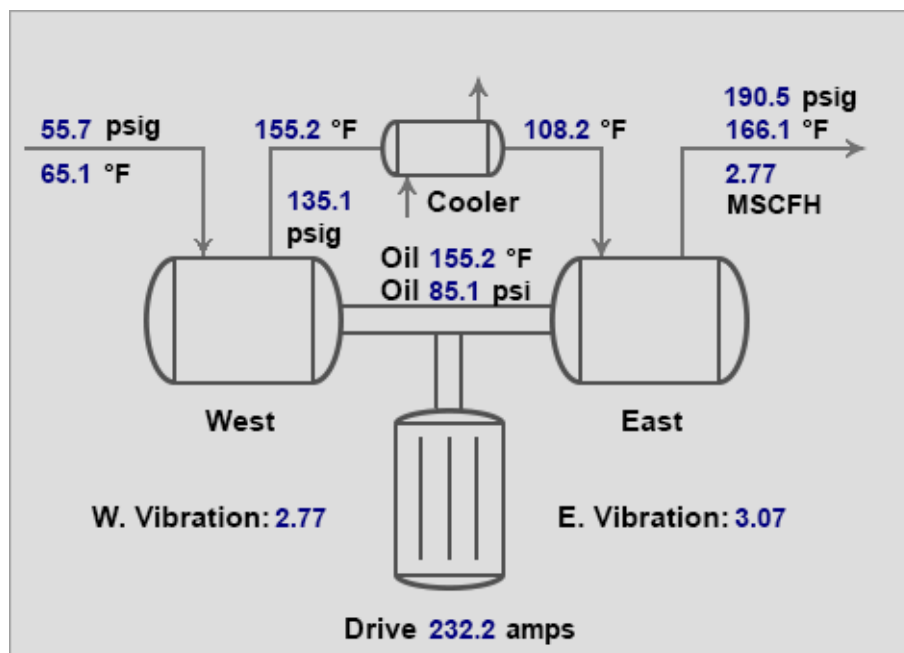 190.5 psig
55.7 psig
155.2 °F
108.2 °F
166.1 °F
65.1 °F
2.77
MSCFH
135.1
psig
Cooler
Oil 155.2 °F
Oil 85.1 psi
West
East
W. Vibration: 2.77
E. Vibration: 3.07
Drive 232.2 amps